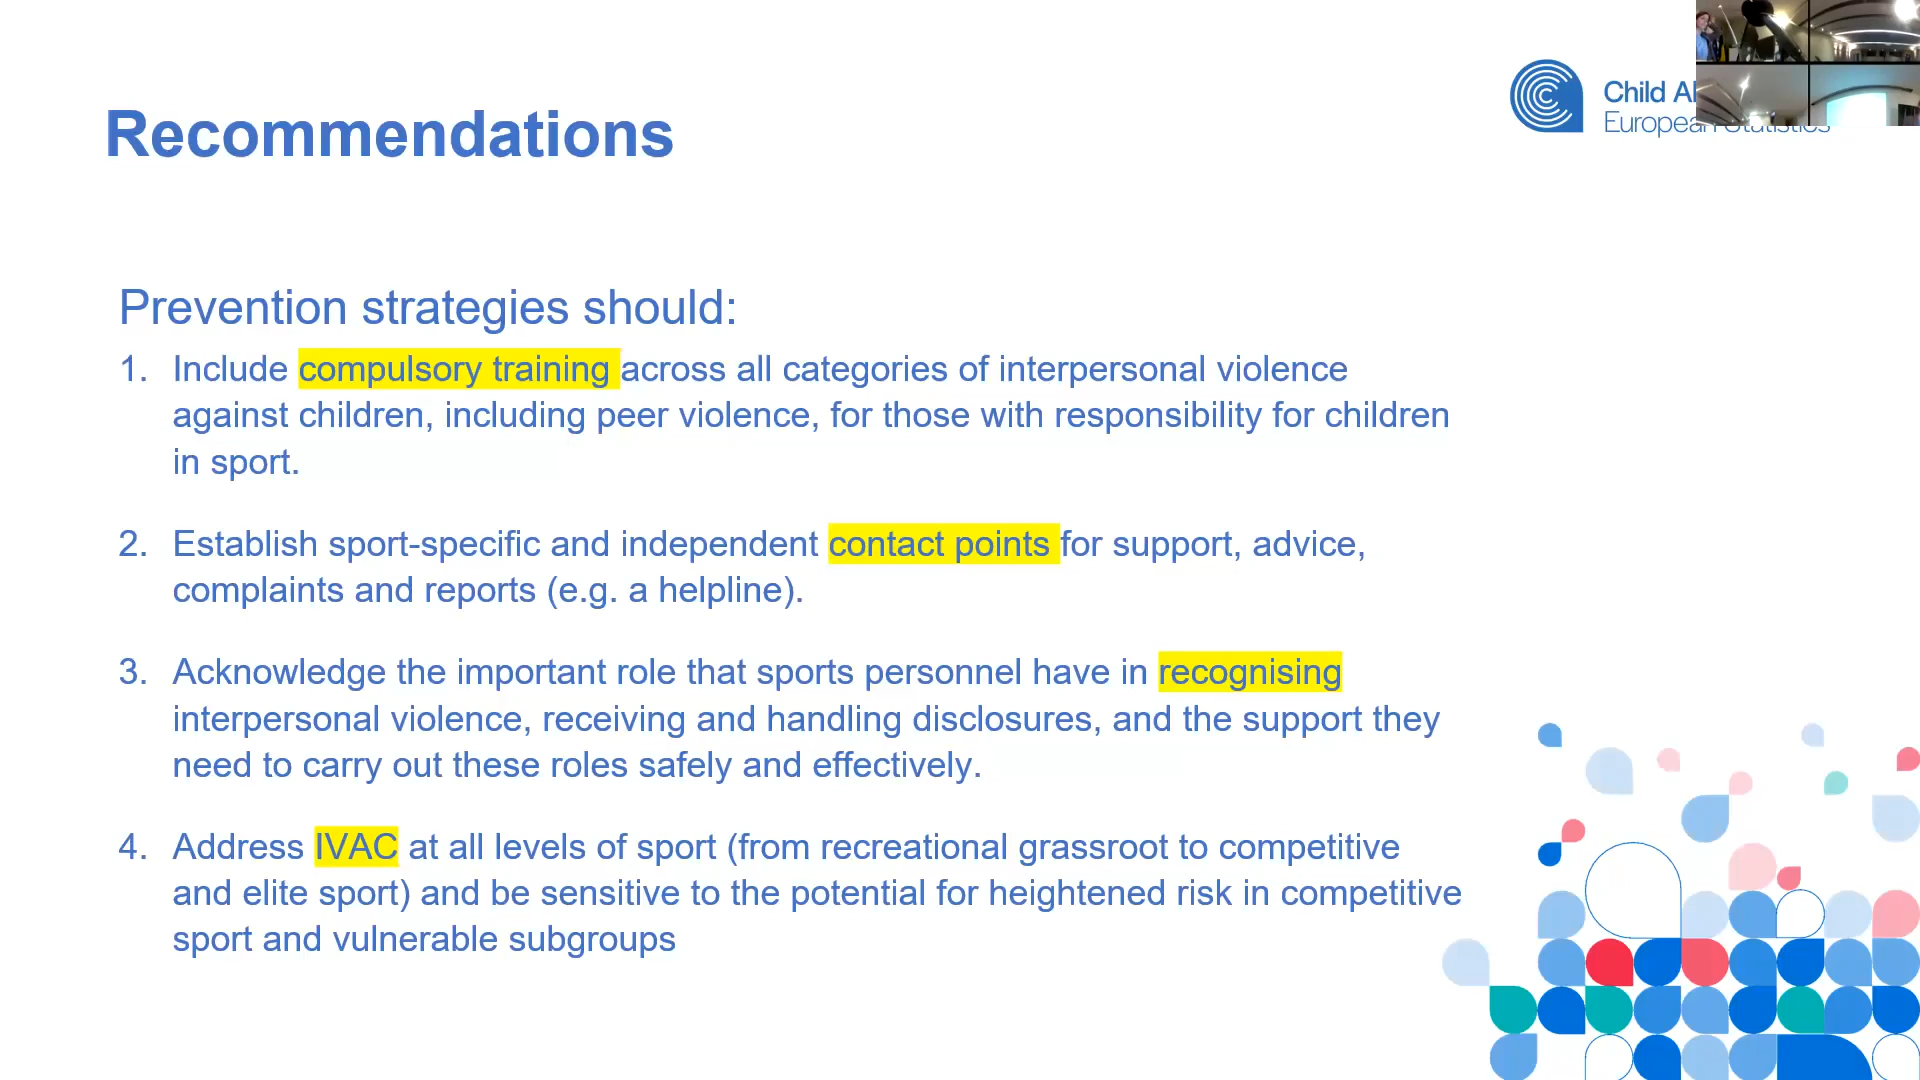 Child
European Statistics
Recommendations
Prevention strategies should:
1. Include compulsory training across all categories of interpersonal violence
against children, including peer violence, for those with responsibility for children
in sport.
2. Establish sport-specific and independent contact points for support, advice,
complaints and reports (e.g. a helpline).
3. Acknowledge the important role that sports personnel have in recognising
interpersonal violence, receiving and handling disclosures, and the support they
need to carry out these roles safely and effectively.
4. Address IVAC at all levels of sport (from recreational grassroot to competitive
and elite sport) and be sensitive to the potential for heightened risk in competitive
sport and vulnerable subgroups